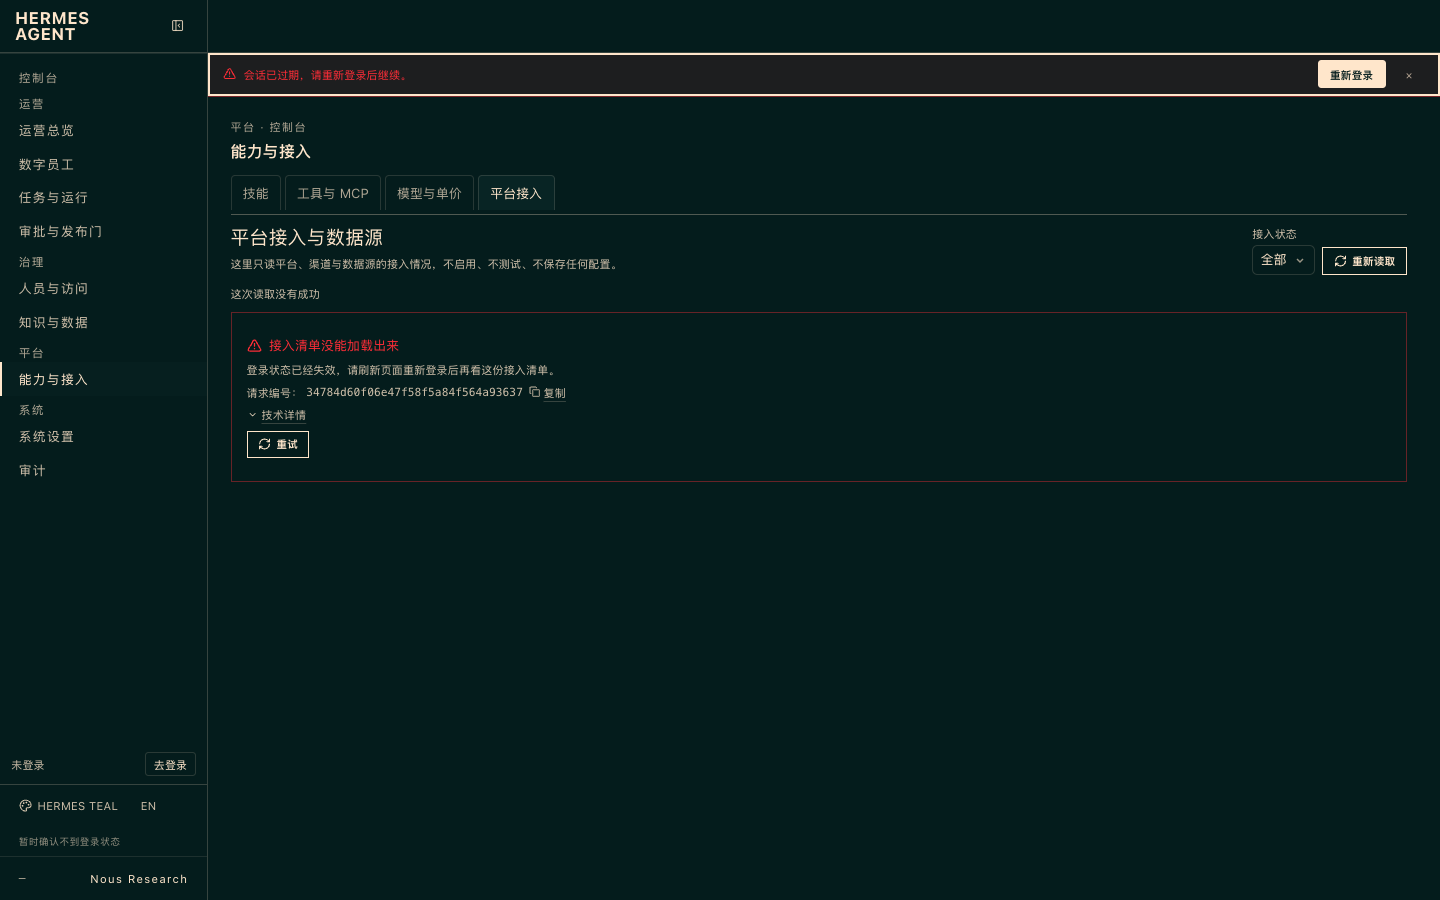 HERMES
AGENT
控制台
运营
运营总览
数字员工
任务与运行
审批与发布门
治理
人员与访问
知识与数据
平台
能力与接入
系统
系统设置
审计
未登录
去登录
HERMES TEAL
EN
暂时确认不到登录状态
—
Nous Research
会话已过期，请重新登录后继续。
重新登录
×
平台 · 控制台
能力与接入
技能
工具与 MCP
模型与单价
平台接入
平台接入与数据源
这里只读平台、渠道与数据源的接入情况，不启用、不测试、不保存任何配置。
接入状态
全部
重新读取
这次读取没有成功
接入清单没能加载出来
登录状态已经失效，请刷新页面重新登录后再看这份接入清单。
请求编号： 34784d60f06e47f58f5a84f564a93637 复制
技术详情
重试